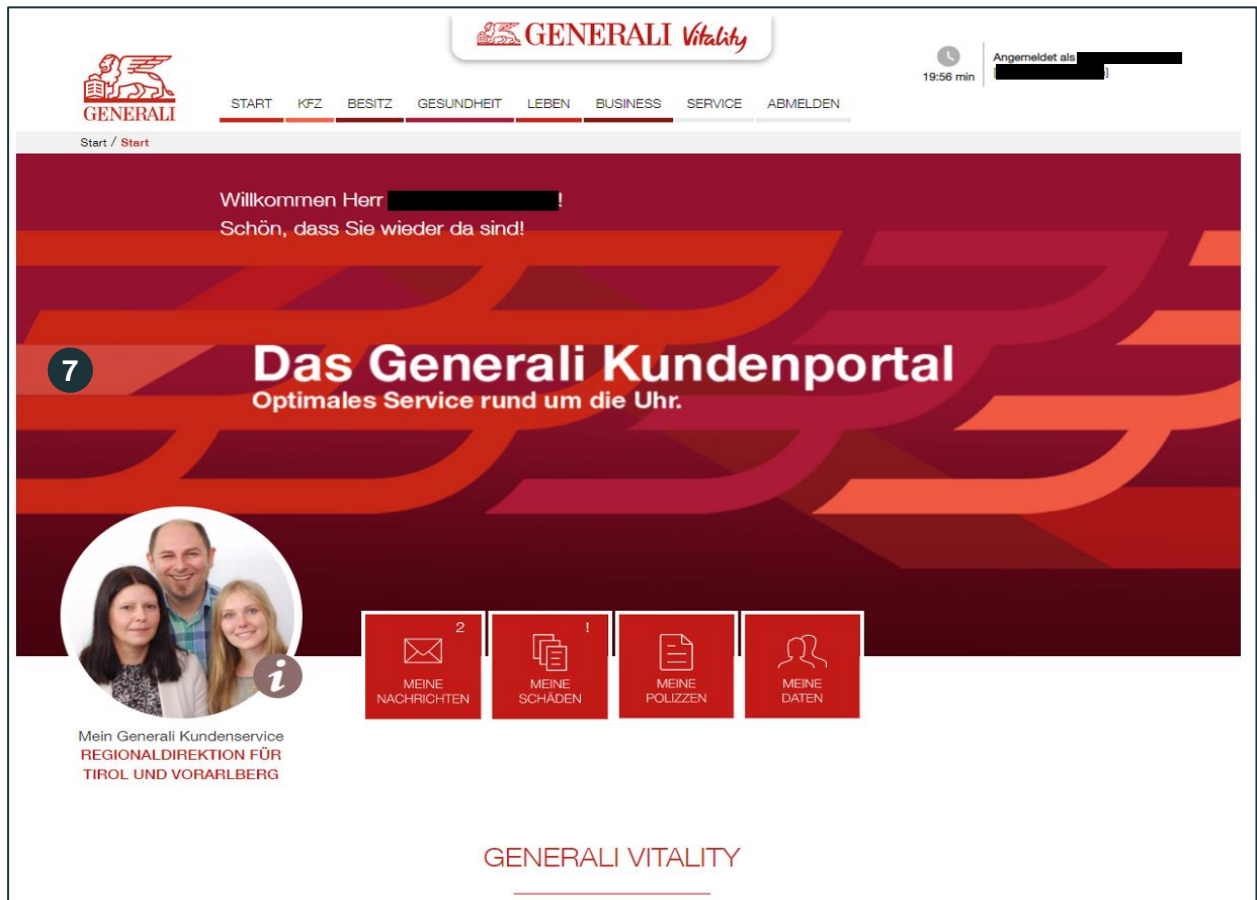 GENERALI Vitality
GENERALI
19:56 min
Angemeldet als
START KFZ BESITZ GESUNDHEIT LEBEN BUSINESS SERVICE ABMELDEN
Start / Start
Willkommen Herr !
Schön, dass Sie wieder da sind!
7
Das Generali Kundenportal
Optimales Service rund um die Uhr.
2
MEINE
NACHRICHTEN
!
MEINE
SCHÄDEN
MEINE
POLIZZEN
MEINE
DATEN
i
Mein Generali Kundenservice
REGIONALDIREKTION FÜR
TIROL UND VORARLBERG
GENERALI VITALITY